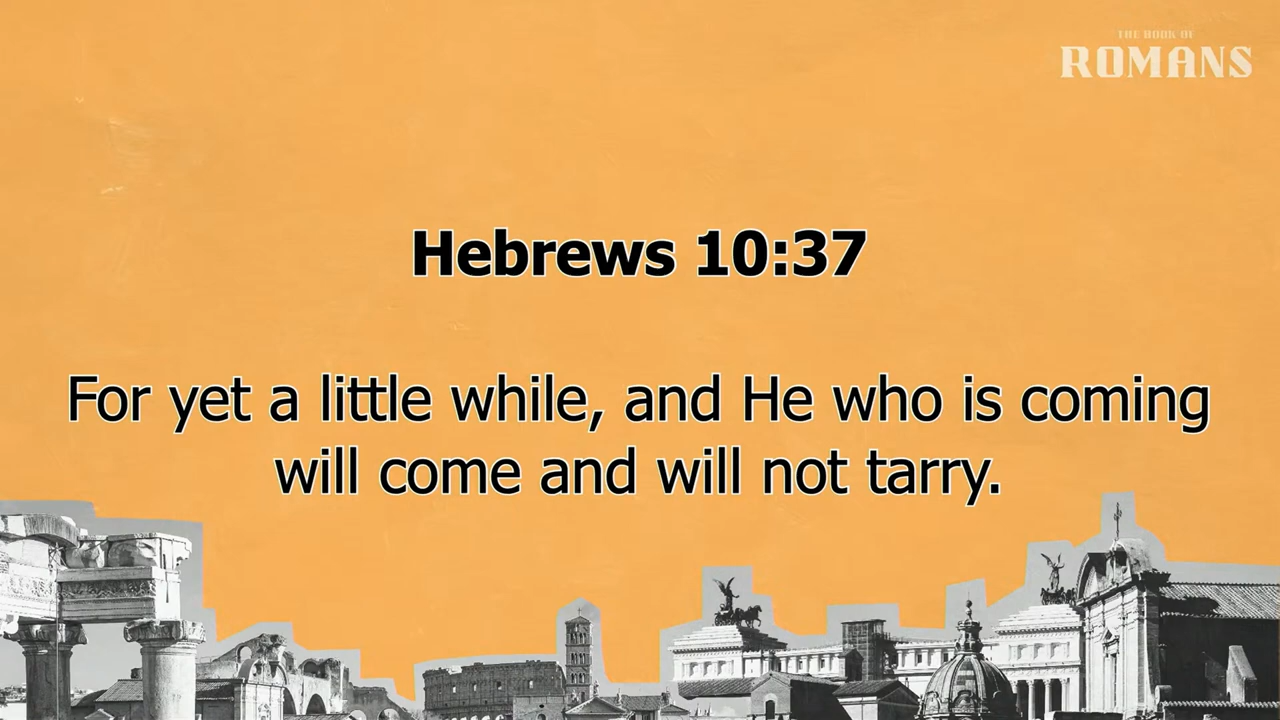 THE BOOK OF
ROMANS
Hebrews 10:37
For yet a little while, and He who is coming
will come and will not tarry.